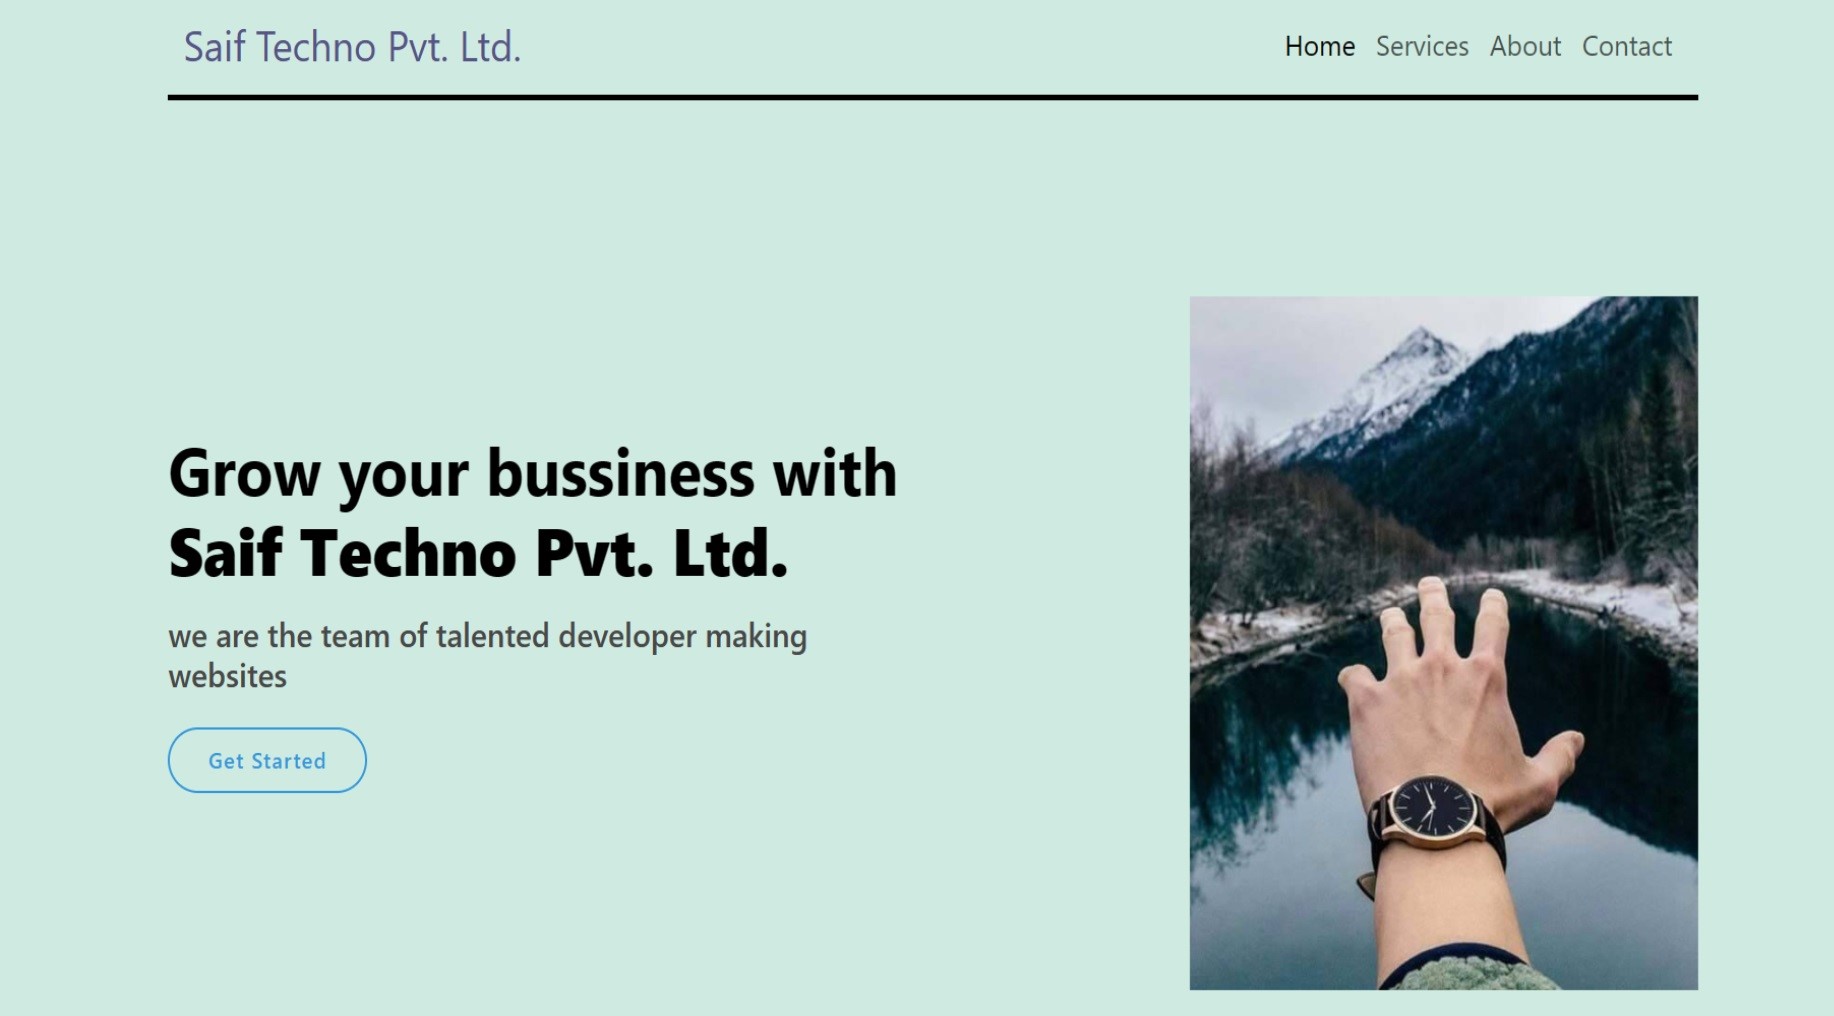 Saif Techno Pvt. Ltd.
Home Services About Contact
Grow your bussiness with
Saif Techno Pvt. Ltd.
we are the team of talented developer making
websites
Get Started